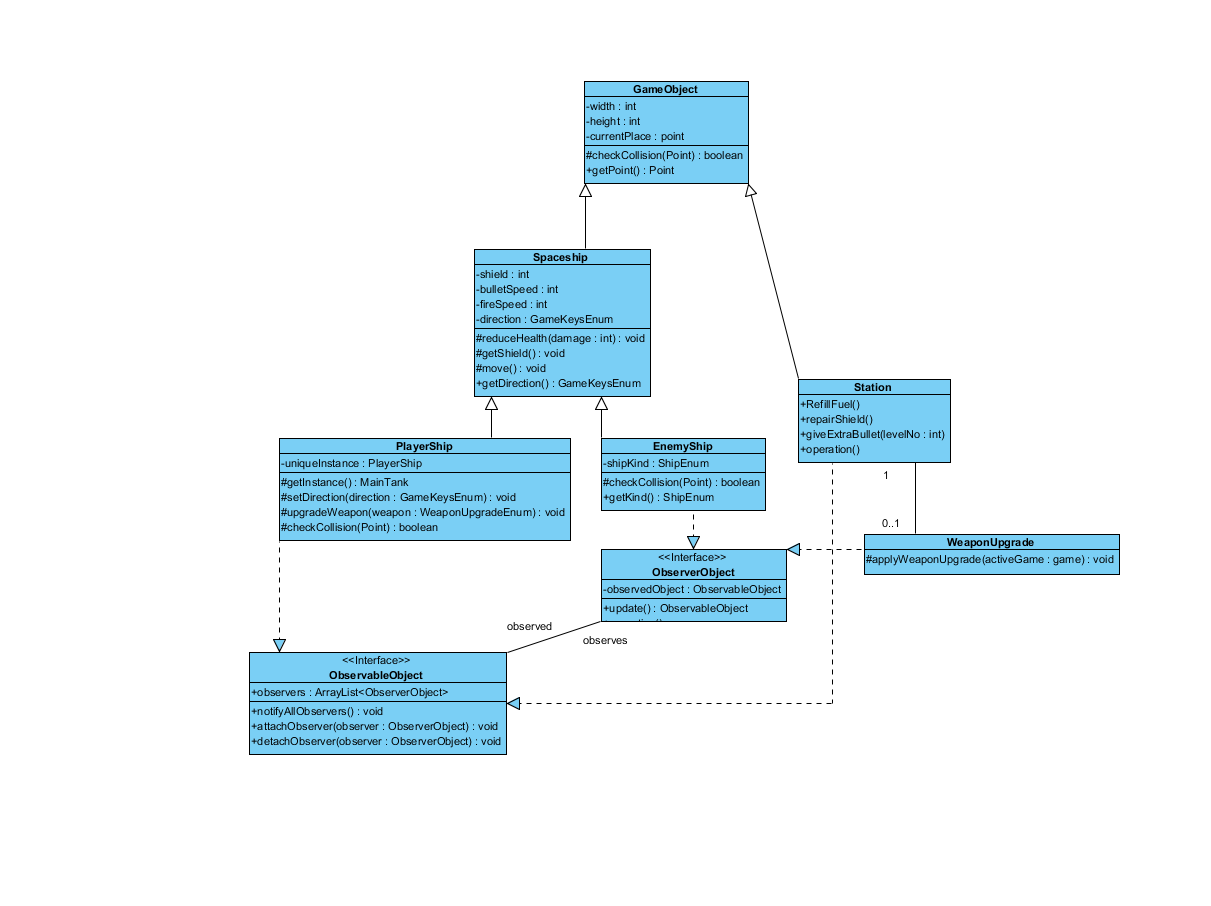 GameObject
-width : int
-height : int
-currentPlace : point
#checkCollision(Point) : boolean
+getPoint() : Point
Spaceship
-shield : int
-bulletSpeed : int
-fireSpeed : int
-direction : GameKeysEnum
#reduceHealth(damage : int) : void
#getShield() : void
#move() : void
+getDirection() : GameKeysEnum
Station
+RefillFuel()
+repairShield()
+giveExtraBullet(levelNo : int)
+operation()
PlayerShip
-uniqueInstance : PlayerShip
#getInstance() : MainTank
#setDirection(direction : GameKeysEnum) : void
#upgradeWeapon(weapon : WeaponUpgradeEnum) : void
#checkCollision(Point) : boolean
EnemyShip
-shipKind : ShipEnum
#checkCollision(Point) : boolean
+getKind() : ShipEnum
1
0..1
WeaponUpgrade
#applyWeaponUpgrade(activeGame : game) : void
<<Interface>>
ObserverObject
-observedObject : ObservableObject
+update() : ObservableObject
observed
observes
<<Interface>>
ObservableObject
+observers : ArrayList<ObserverObject>
+notifyAllObservers() : void
+attachObserver(observer : ObserverObject) : void
+detachObserver(observer : ObserverObject) : void